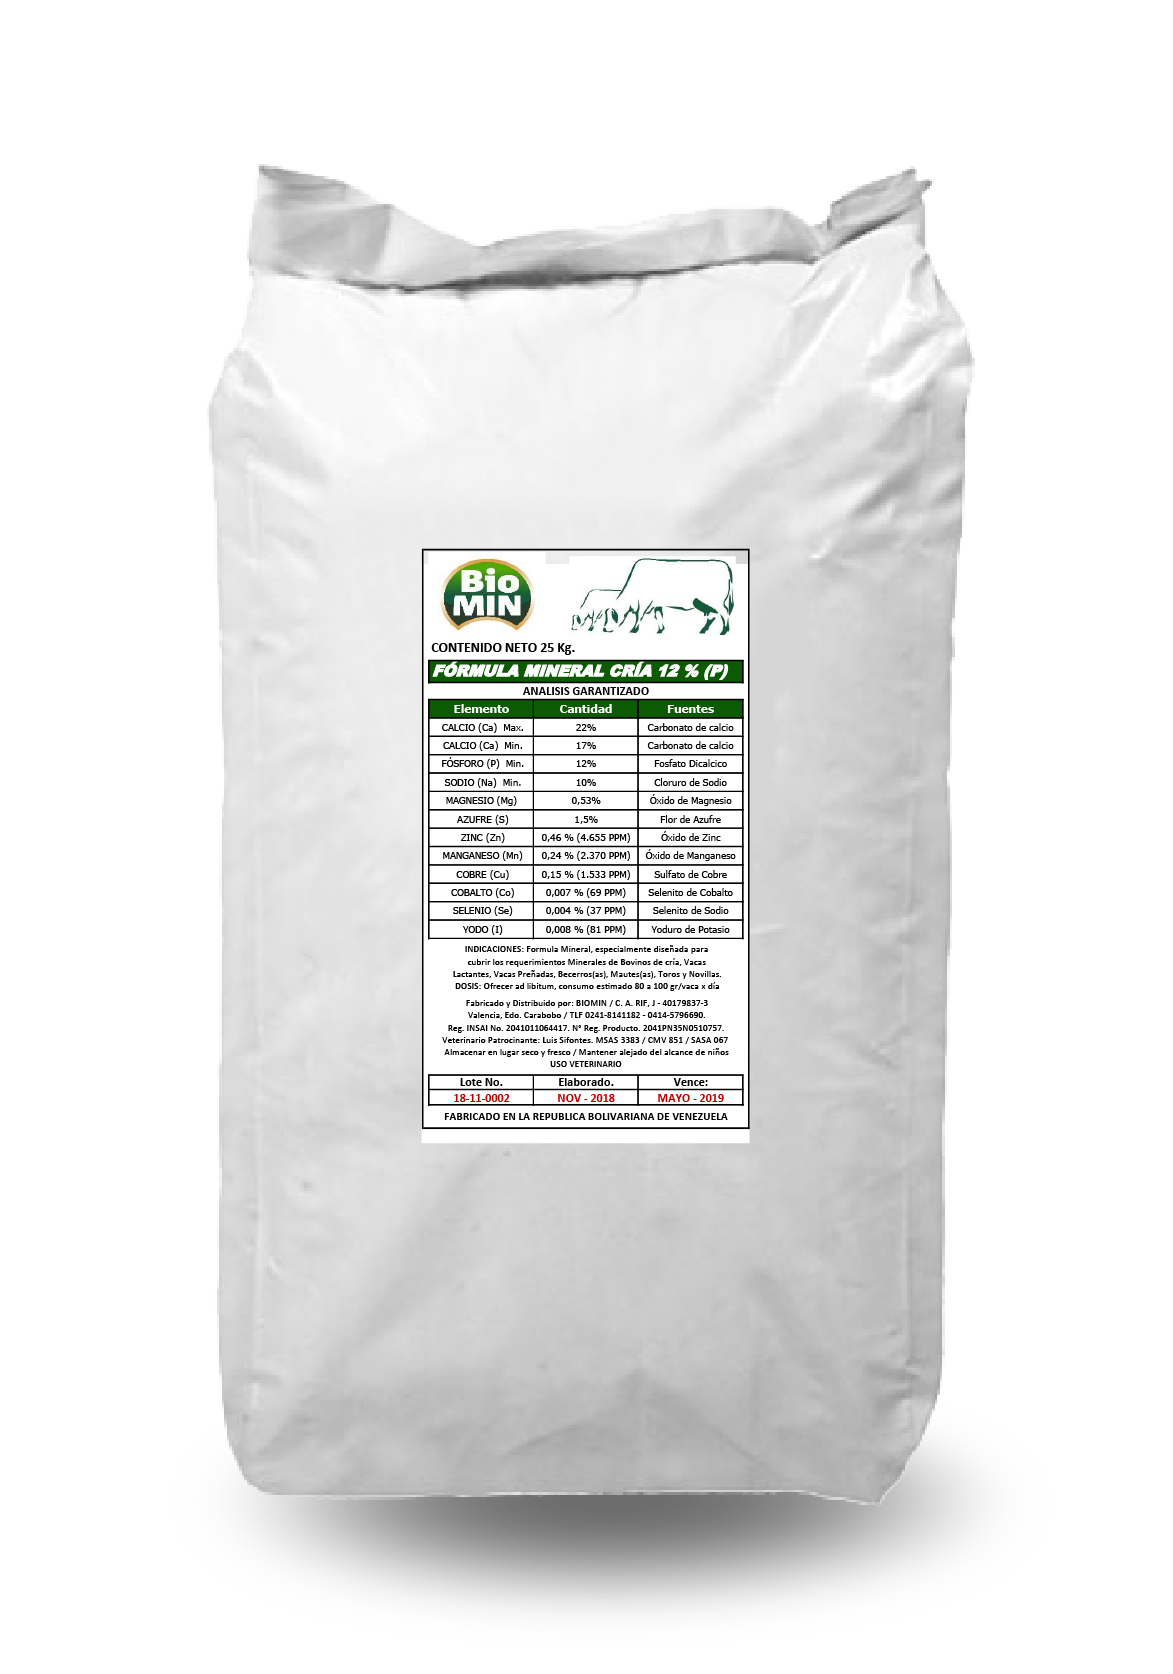 Bio
MIN
CONTENIDO NETO 25 Kg.
FÓRMULA MINERAL CRÍA 12 % (P)
ANALISIS GARANTIZADO
Elemento Cantidad Fuentes
CALCIO (Ca) Max. 22% Carbonato de calcio
CALCIO (Ca) Min. 17% Carbonato de calcio
FÓSFORO (P) Min. 12% Fosfato Dicalcico
SODIO (Na) Min. 10% Cloruro de Sodio
MAGNESIO (Mg) 0,53% Óxido de Magnesio
AZUFRE (S) 1,5% Flor de Azufre
ZINC (Zn) 0,46 % (4.655 PPM) Óxido de Zinc
MANGANESO (Mn) 0,24 % (2.370 PPM) Óxido de Manganeso
COBRE (Cu) 0,15 % (1.533 PPM) Sulfato de Cobre
COBALTO (Co) 0,007 % (69 PPM) Selenito de Cobalto
SELENIO (Se) 0,004 % (37 PPM) Selenito de Sodio
YODO (I) 0,008 % (81 PPM) Yoduro de Potasio
INDICACIONES: Formula Mineral, especialmente diseñada para
cubrir los requerimientos Minerales de Bovinos de cría, Vacas
Lactantes, Vacas Preñadas, Becerros(as), Mautes(as), Toros y Novillas.
DOSIS: Ofrecer ad libitum, consumo estimado 80 a 100 gr/vaca x día
Fabricado y Distribuido por: BIOMIN / C. A. RIF, J - 40179837-3
Valencia, Edo. Carabobo / TLF 0241-8141182 - 0414-5796690.
Reg. INSAI No. 2041011064417. N° Reg. Producto. 2041PN35N0510757.
Veterinario Patrocinante: Luis Sifontes. MSAS 3383 / CMV 851 / SASA 067
Almacenar en lugar seco y fresco / Mantener alejado del alcance de niños
USO VETERINARIO
Lote No. Elaborado. Vence:
18-11-0002 NOV - 2018 MAYO - 2019
FABRICADO EN LA REPUBLICA BOLIVARIANA DE VENEZUELA